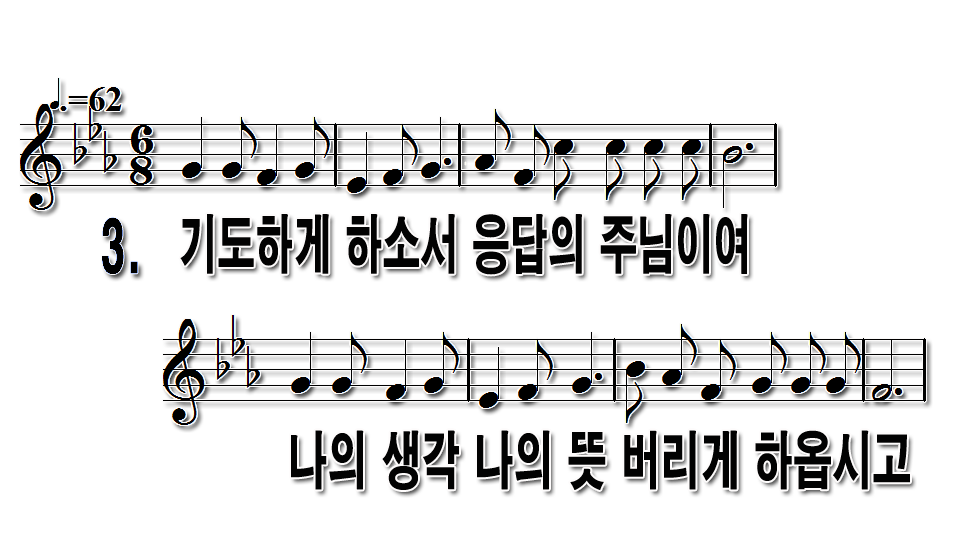 ♩.=62
6
8
3. 기도하게 하소서 응답의 주님이여
나의 생각 나의 뜻 버리게 하옵시고